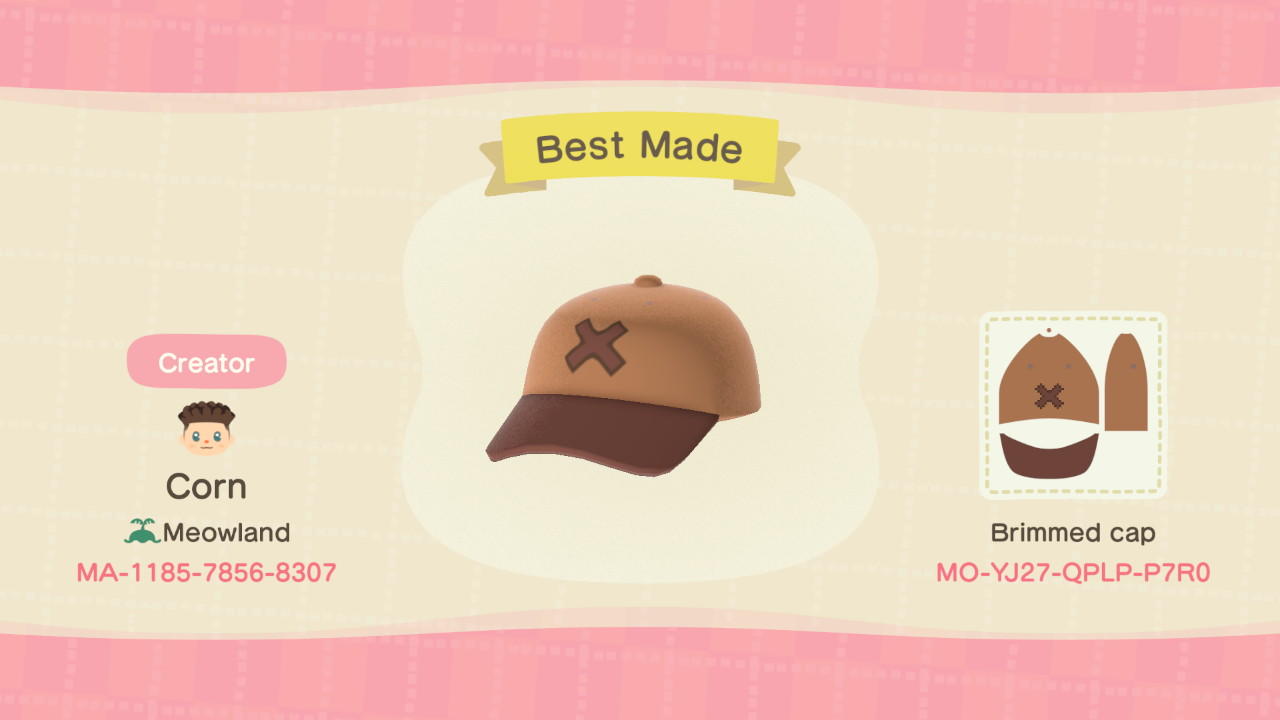 Best Made
Creator
Corn
Meowland
MA-1185-7856-8307
Brimmed cap
MO-YJ27-QPLP-P7R0